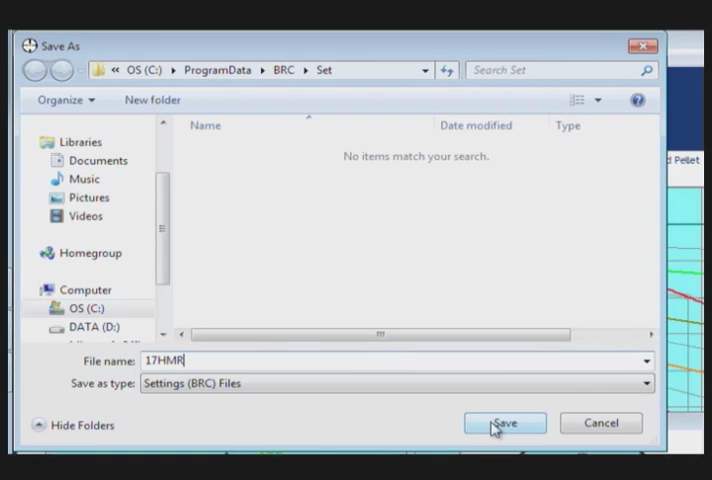 Save As
« OS (C:) ▸ ProgramData ▸ BRC ▸ Set
Search Set
Organize
New folder
Name
Date modified
Type
No items match your search.
Libraries
Documents
Music
Pictures
Videos
Homegroup
Computer
OS (C:)
DATA (D:)
d Pellet
File name: 17HMR
Save as type: Settings (BRC) Files
Hide Folders
Save
Cancel